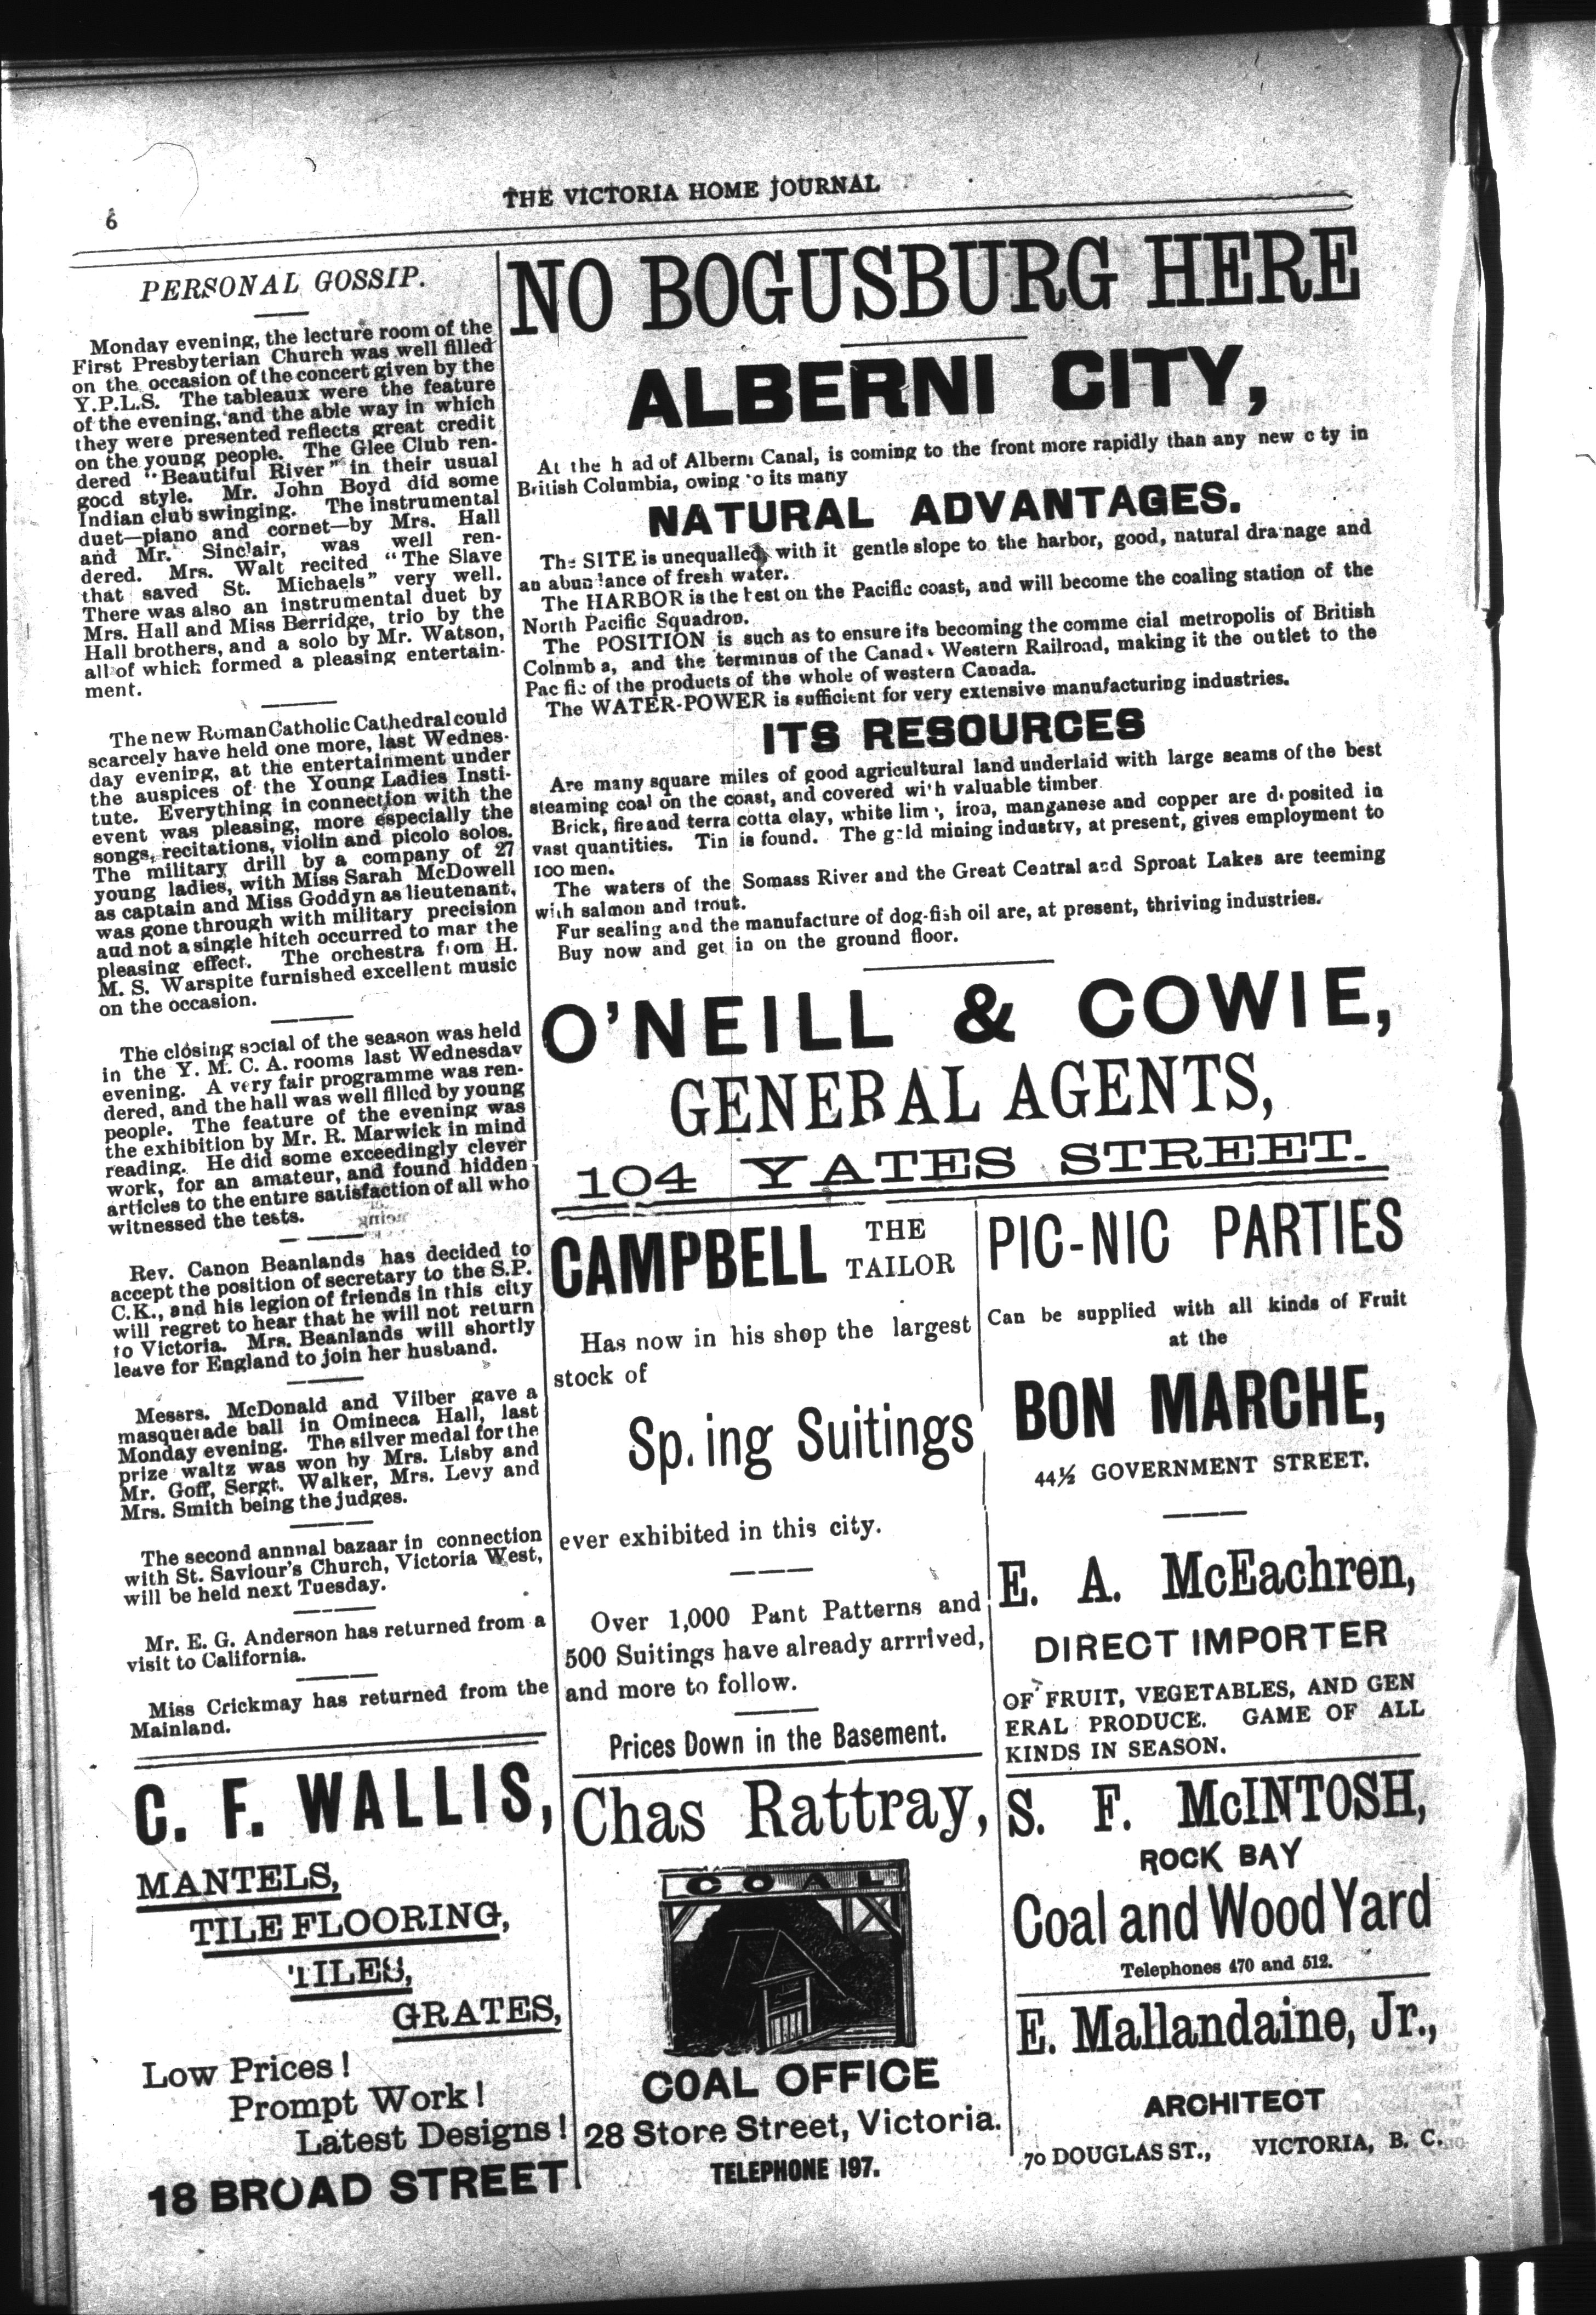 6
THE VICTORIA HOME JOURNAL
PERSONAL GOSSIP.
Monday evening, the lecture room of the
First Presbyterian Church was well filled
on the occasion of the concert given by the
Y.P.L.S. The tableaux were the feature
of the evening, and the able way in which
they were presented reflects great credit
on the young people. The Glee Club ren-
dered "Beautiful River" in their usual
good style. Mr. John Boyd did some
Indian club swinging. The instrumental
duet—piano and cornet—by Mrs. Hall
and Mr. Sinclair, was well ren-
dered. Mrs. Walt recited "The Slave
that saved St. Michaels" very well.
There was also an instrumental duet by
Mrs. Hall and Miss Berridge, trio by the
Hall brothers, and a solo by Mr. Watson,
all of which formed a pleasing entertain-
ment.
The new Roman Catholic Cathedral could
scarcely have held one more, last Wednes-
day evening, at the entertainment under
the auspices of the Young Ladies Insti-
tute. Everything in connection with the
event was pleasing, more especially the
songs, recitations, violin and picolo solos.
The military drill by a company of 27
young ladies, with Miss Sarah McDowell
as captain and Miss Goddyn as lieutenant,
was gone through with military precision
and not a single hitch occurred to mar the
pleasing effect. The orchestra from H.
M. S. Warspite furnished excellent music
on the occasion.
The closing social of the season was held
in the Y. M. C. A. rooms last Wednesday
evening. A very fair programme was ren-
dered, and the hall was well filled by young
people. The feature of the evening was
the exhibition by Mr. R. Marwick in mind
reading. He did some exceedingly clever
work, for an amateur, and found hidden
articles to the entire satisfaction of all who
witnessed the tests.
Rev. Canon Beanlands has decided to
accept the position of secretary to the S.P.
C.K., and his legion of friends in this city
will regret to hear that he will not return
to Victoria. Mrs. Beanlands will shortly
leave for England to join her husband.
Messrs. McDonald and Vilber gave a
masquerade ball in Omineca Hall, last
Monday evening. The silver medal for the
prize waltz was won by Mrs. Lisby and
Mr. Goff, Sergt. Walker, Mrs. Levy and
Mrs. Smith being the judges.
The second annnal bazaar in connection
with St. Saviour's Church, Victoria West,
will be held next Tuesday.
Mr. E. G. Anderson has returned from a
visit to California.
Miss Crickmay has returned from the
Mainland.
C. F. WALLIS,
MANTELS,
TILE FLOORING,
TILES,
GRATES,
Low Prices!
Prompt Work!
Latest Designs!
18 BROAD STREET
NO BOGUSBURG HERE
ALBERNI CITY,
At the h ad of Alberni Canal, is coming to the front more rapidly than any new c ty in
British Columbia, owing to its many
NATURAL ADVANTAGES.
The SITE is unequalled, with it gentle slope to the harbor, good, natural dra nage and
an abundance of fresh water.
The HARBOR is the best on the Pacific coast, and will become the coaling station of the
North Pacific Squadron.
The POSITION is such as to ensure its becoming the comme cial metropolis of British
Colnmb a, and the terminus of the Canada Western Railroad, making it the outlet to the
Pac fic of the products of the whole of western Canada.
The WATER-POWER is sufficient for very extensive manufacturing industries.
ITS RESOURCES
Are many square miles of good agricultural land underlaid with large seams of the best
steaming coal on the coast, and covered with valuable timber.
Brick, fire and terra cotta clay, white lime, iron, manganese and copper are deposited in
vast quantities. Tin is found. The gold mining industry, at present, gives employment to
100 men.
The waters of the Somass River and the Great Central and Sproat Lakes are teeming
with salmon and trout.
Fur sealing and the manufacture of dog-fish oil are, at present, thriving industries.
Buy now and get in on the ground floor.
O'NEILL & COWIE,
GENERAL AGENTS,
104 YATES STREET.
CAMPBELL THE
TAILOR
Has now in his shop the largest
stock of
Sp.ing Suitings
ever exhibited in this city.
Over 1,000 Pant Patterns and
500 Suitings have already arrrived,
and more to follow.
Prices Down in the Basement.
Chas Rattray,
COAL
COAL OFFICE
28 Store Street, Victoria.
TELEPHONE 197.
PIC-NIC PARTIES
Can be supplied with all kinds of Fruit
at the
BON MARCHE,
44½ GOVERNMENT STREET.
E. A. McEachren,
DIRECT IMPORTER
OF FRUIT, VEGETABLES, AND GEN
ERAL PRODUCE. GAME OF ALL
KINDS IN SEASON.
S. F. McINTOSH,
ROCK BAY
Coal and Wood Yard
Telephones 470 and 512.
E. Mallandaine, Jr.,
ARCHITECT
70 DOUGLAS ST., VICTORIA, B. C.